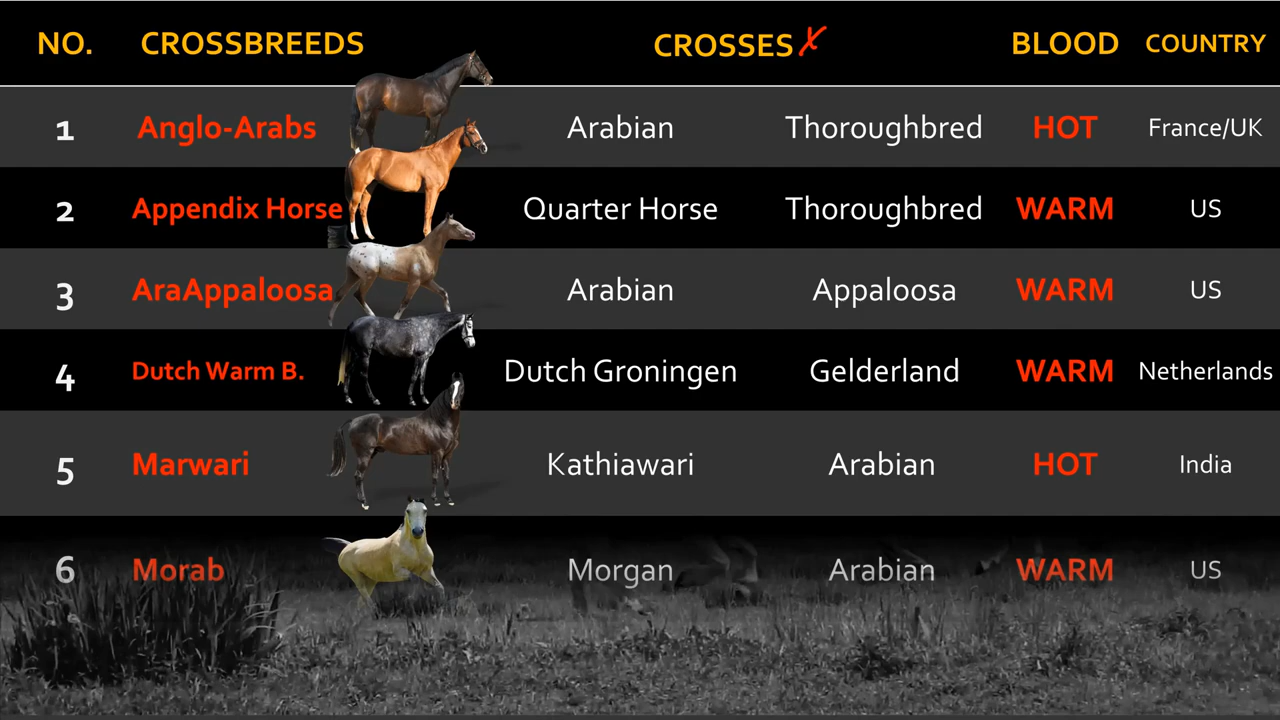 NO. CROSSBREEDS CROSSES✗ BLOOD COUNTRY
1 Anglo-Arabs Arabian Thoroughbred HOT France/UK
2 Appendix Horse Quarter Horse Thoroughbred WARM US
3 AraAppaloosa Arabian Appaloosa WARM US
4 Dutch Warm B. Dutch Groningen Gelderland WARM Netherlands
5 Marwari Kathiawari Arabian HOT India
6 Morab Morgan Arabian WARM US